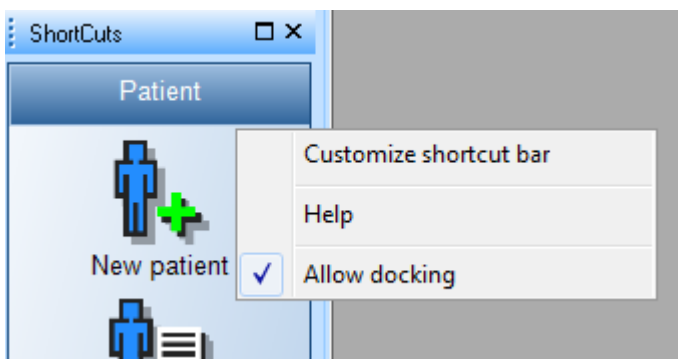 ShortCuts
Patient
Customize shortcut bar
Help
New patient
Allow docking